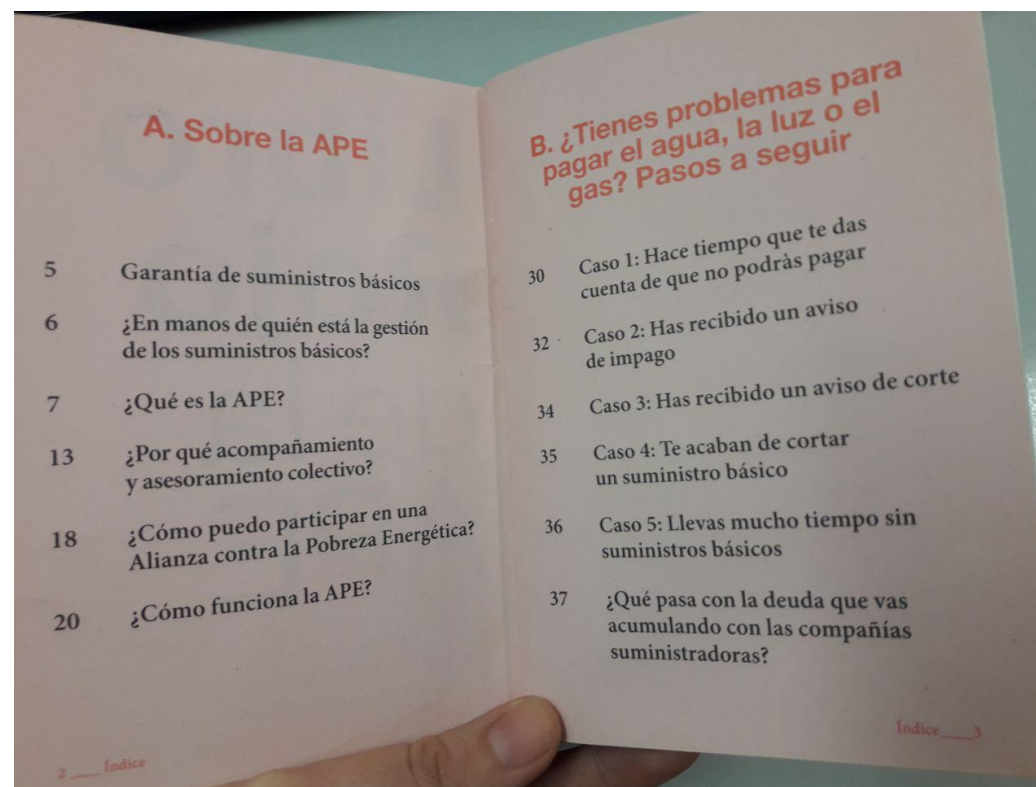 A. Sobre la APE
5 Garantía de suministros básicos
6 ¿En manos de quién está la gestión
de los suministros básicos?
7 ¿Qué es la APE?
13 ¿Por qué acompañamiento
y asesoramiento colectivo?
18 ¿Cómo puedo participar en una
Alianza contra la Pobreza Energética?
20 ¿Cómo funciona la APE?
2 ____ Índice
B. ¿Tienes problemas para
pagar el agua, la luz o el
gas? Pasos a seguir
30 Caso 1: Hace tiempo que te das
cuenta de que no podràs pagar
32 Caso 2: Has recibido un aviso
de impago
34 Caso 3: Has recibido un aviso de corte
35 Caso 4: Te acaban de cortar
un suministro básico
36 Caso 5: Llevas mucho tiempo sin
suministros básicos
37 ¿Qué pasa con la deuda que vas
acumulando con las compañías
suministradoras?
Índice____3